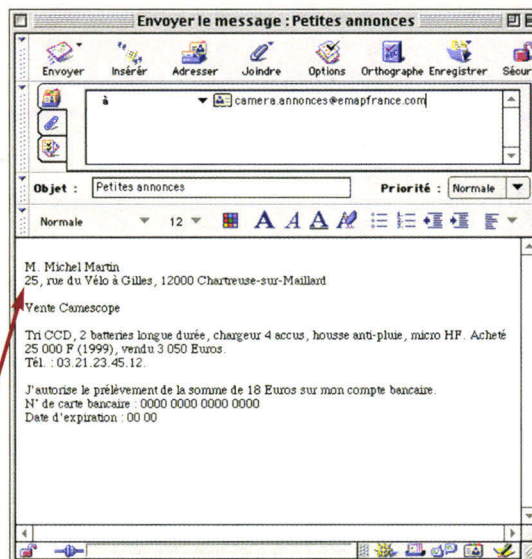 Envoyer le message : Petites annonces
Envoyer Insérér Adresser Joindre Options Orthographe Enregistrer Sécur
à camera.annonces@emapfrance.com
Objet : Petites annonces Priorité : Normale
Normale 12 A A A
M. Michel Martin
25, rue du Vélo à Gilles, 12000 Chartreuse-sur-Maillard
Vente Camescope
Tri CCD, 2 batteries longue durée, chargeur 4 accus, housse anti-pluie, micro HF. Acheté
25 000 F (1999), vendu 3 050 Euros.
Tél. : 03.21.23.45.12.
J'autorise le prélèvement de la somme de 18 Euros sur mon compte bancaire.
N° de carte bancaire : 0000 0000 0000 0000
Date d'expiration : 00 00